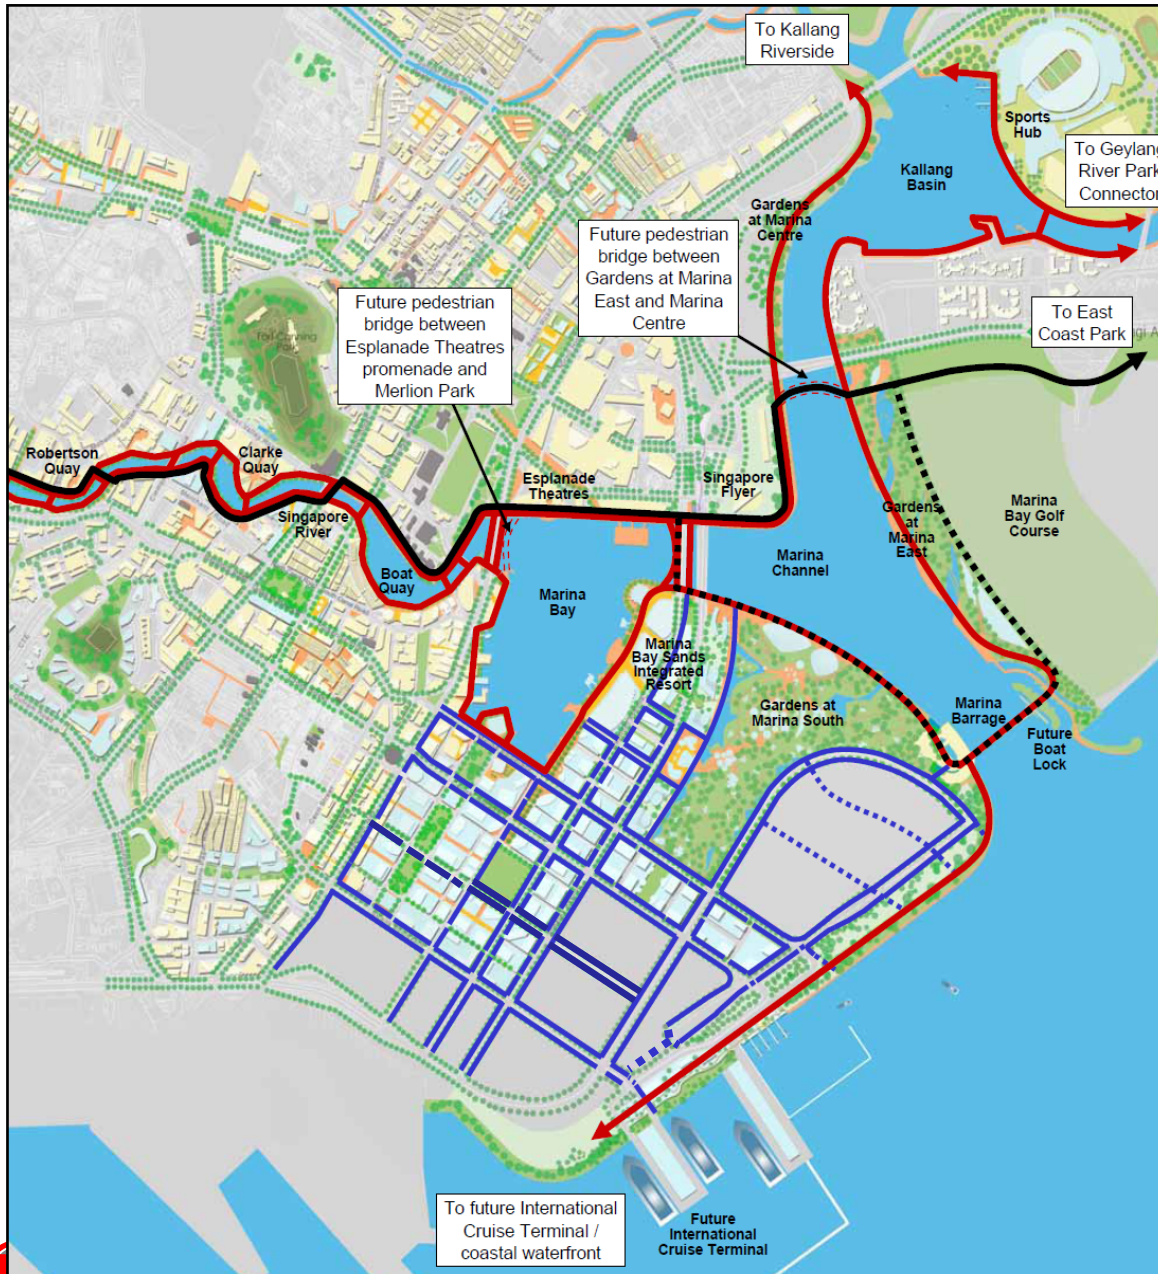 To Kallang
Riverside
Sports
Hub
To Geylang
River Park
Connector
Kallang
Basin
Gardens
at Marina
Centre
Future pedestrian
bridge between
Gardens at Marina
East and Marina
Centre
Future pedestrian
bridge between
Esplanade Theatres
promenade and
Merlion Park
To East
Coast Park
Fort Canning
Robertson
Quay
Clarke
Quay
Singapore
River
Boat
Quay
Esplanade
Theatres
Singapore
Flyer
Marina
Bay
Marina
Channel
Gardens
at
Marina
East
Marina
Bay Golf
Course
Marina
Bay Sands
Integrated
Resort
Gardens at
Marina South
Marina
Barrage
Future
Boat
Lock
To future International
Cruise Terminal /
coastal waterfront
Future
International
Cruise Terminal